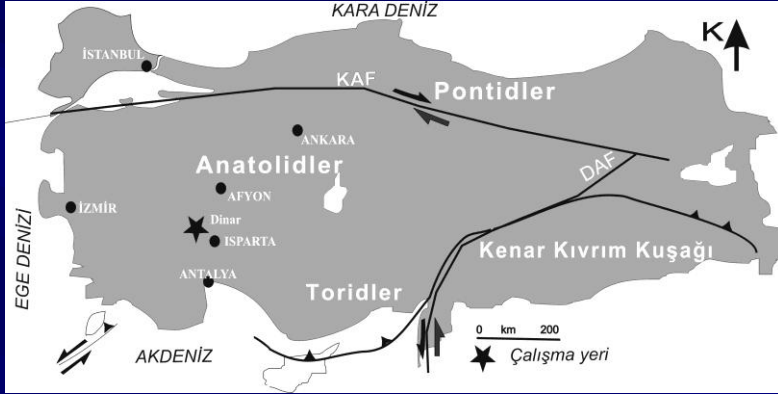 KARA DENİZ
K
İSTANBUL
KAF
Pontidler
ANKARA
Anatolidler
DAF
AFYON
İZMİR
Dinar
ISPARTA
Kenar Kıvrım Kuşağı
EGE DENİZİ
ANTALYA
Toridler
0 km 200
AKDENİZ
Çalışma yeri